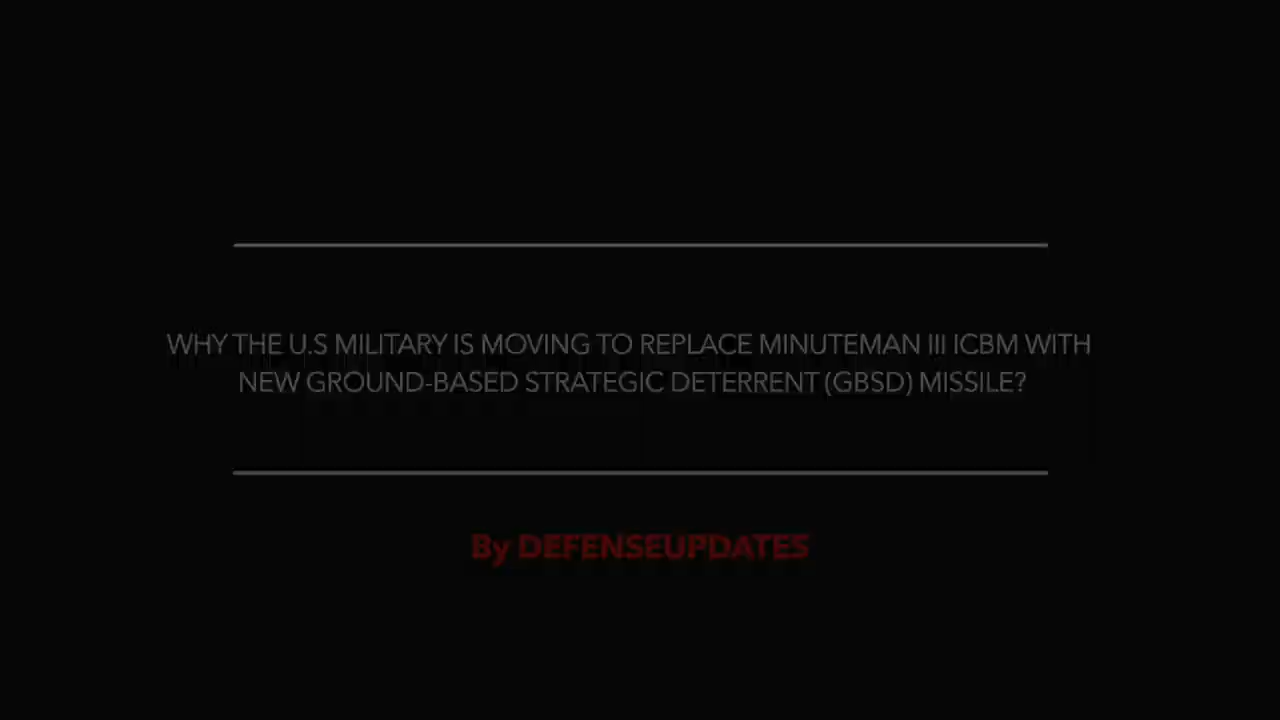 WHY THE U.S MILITARY IS MOVING TO REPLACE MINUTEMAN III ICBM WITH
NEW GROUND-BASED STRATEGIC DETERRENT (GBSD) MISSILE?
By DEFENSEUPDATES